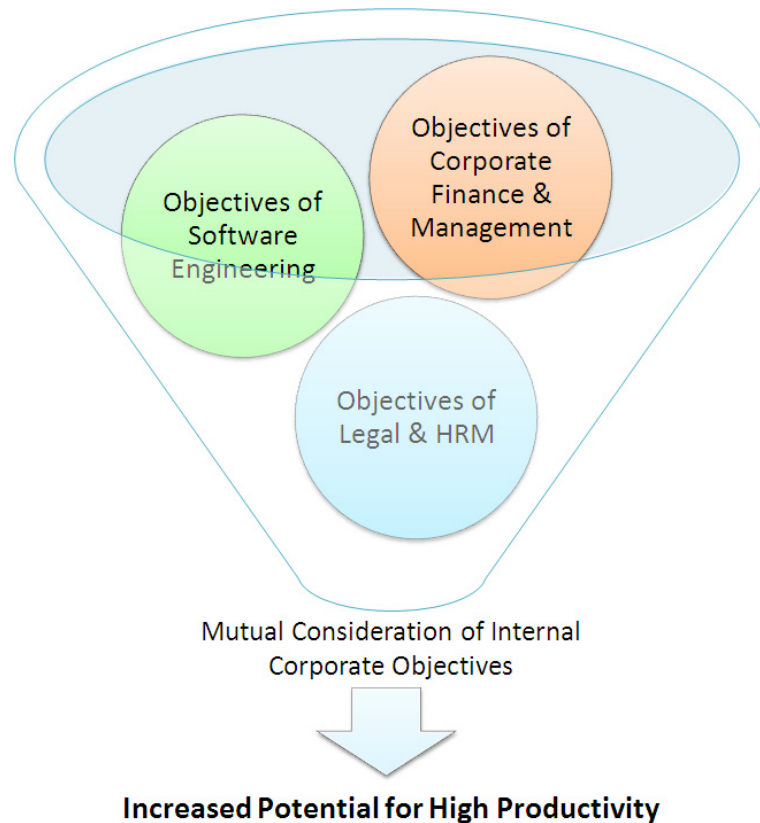 Objectives of
Corporate
Finance &
Management
Objectives of
Software
Engineering
Objectives of
Legal & HRM
Mutual Consideration of Internal
Corporate Objectives
Increased Potential for High Productivity